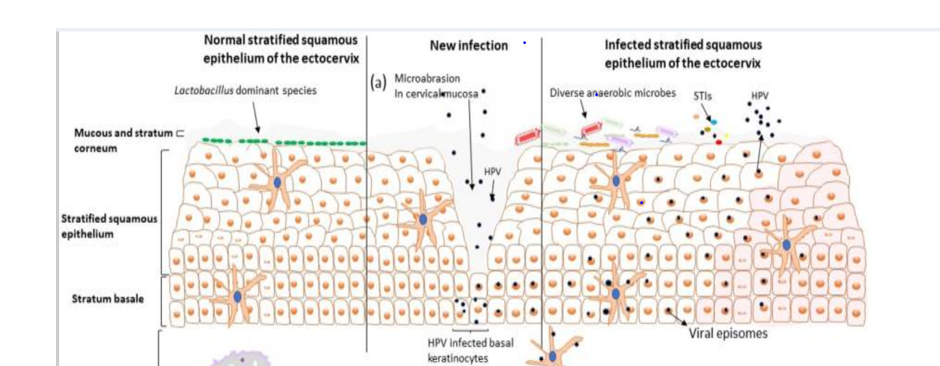 Normal stratified squamous
epithelium of the ectocervix
New infection
Infected stratified squamous
epithelium of the ectocervix
(a)
Microabrasion
In cervical mucosa
Lactobacillus dominant species
Diverse anaerobic microbes
STIs
HPV
Mucous and stratum
corneum
HPV
Stratified squamous
epithelium
Stratum basale
Viral episomes
HPV infected basal
keratinocytes